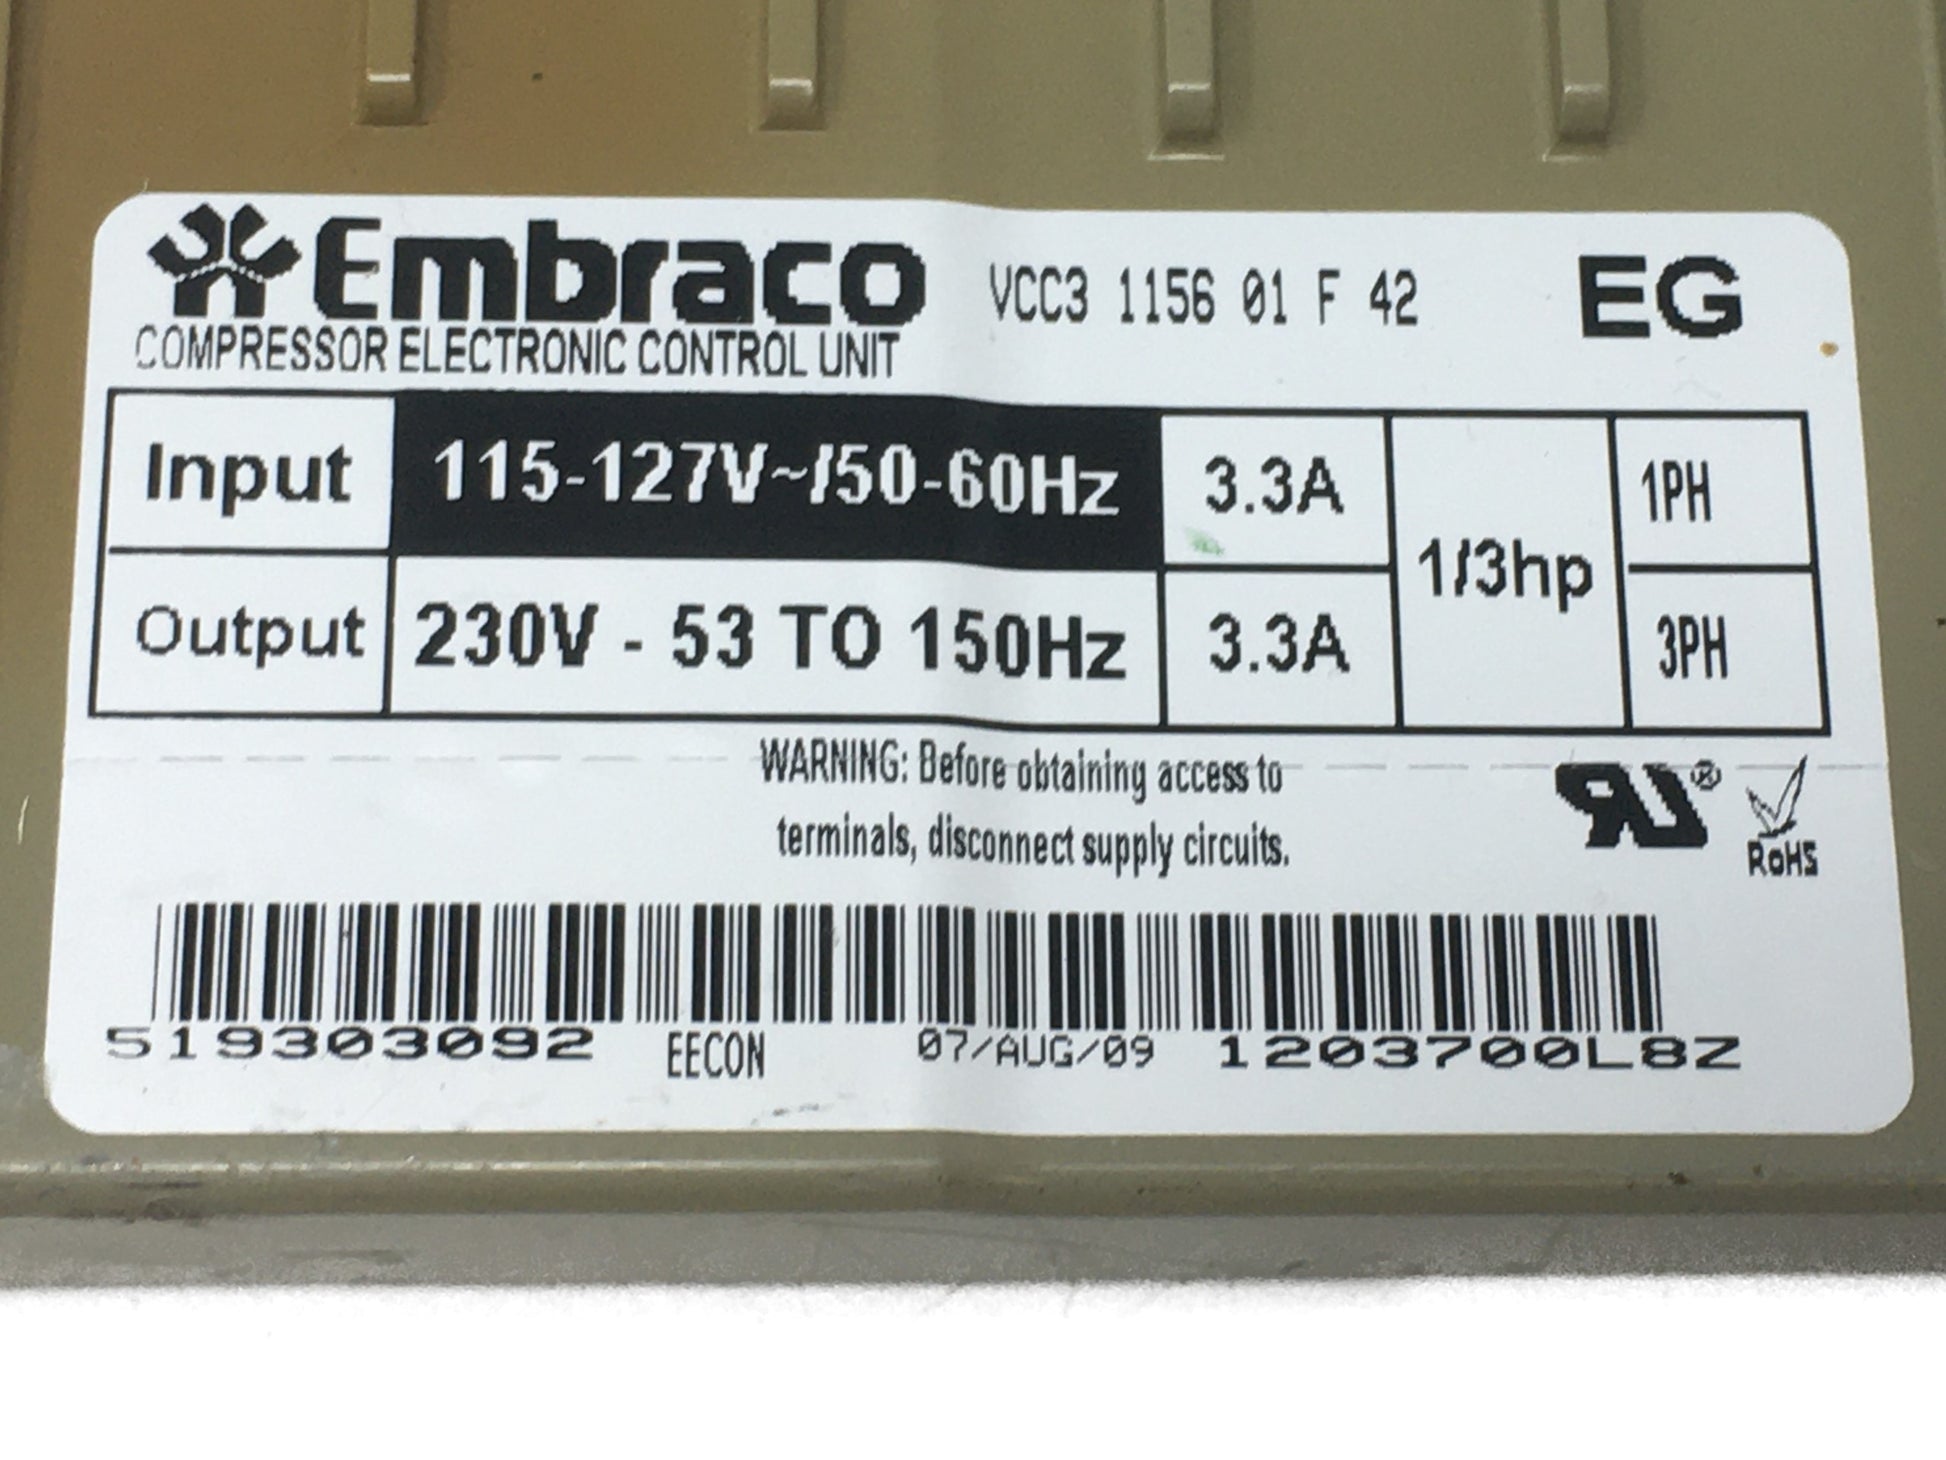 Embraco VCC3 1156 01 F 42 EG
COMPRESSOR ELECTRONIC CONTROL UNIT
Input 115-127V~/50-60Hz 3.3A 1PH
1/3hp
Output 230V - 53 TO 150Hz 3.3A 3PH
WARNING: Before obtaining access to
terminals, disconnect supply circuits.
RU®
RoHS
519303092 EECON 07/AUG/09 1203700L8Z